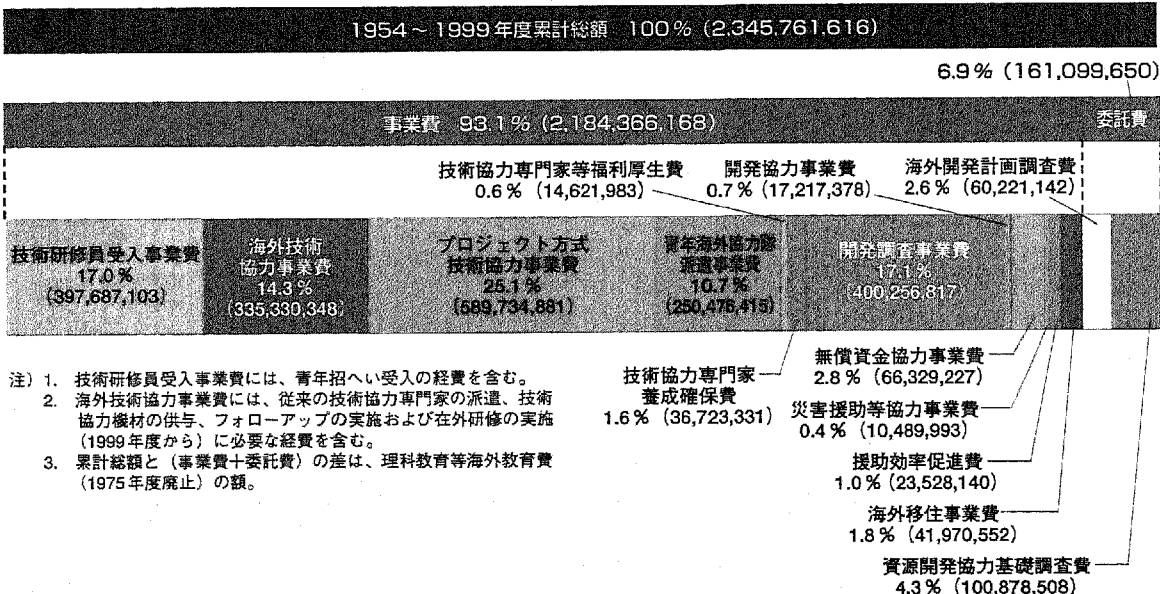 1954～1999年度累計総額 100% (2,345,761,616)
6.9% (161,099,650)
事業費 93.1% (2,184,366,168)
委託費
技術協力専門家等福利厚生費
0.6% (14,621,983)
開発協力事業費
0.7% (17,217,378)
海外開発計画調査費
2.6% (60,221,142)
技術研修員受入事業費
17.0%
(397,687,103)
海外技術
協力事業費
14.3%
(335,330,348)
プロジェクト方式
技術協力事業費
25.1%
(589,734,881)
青年海外協力隊
派遣事業費
10.7%
(250,476,415)
開発調査事業費
17.1%
(400,256,817)
技術協力専門家
養成確保費
1.6% (36,723,331)
無償資金協力事業費
2.8% (66,329,227)
災害援助等協力事業費
0.4% (10,489,993)
援助効率促進費
1.0% (23,528,140)
海外移住事業費
1.8% (41,970,552)
資源開発協力基礎調査費
4.3% (100,878,508)
注) 1. 技術研修員受入事業費には、青年招へい受入の経費を含む。
2. 海外技術協力事業費には、従来の技術協力専門家の派遣、技術
協力機材の供与、フォローアップの実施および在外研修の実施
(1999年度から) に必要な経費を含む。
3. 累計総額と (事業費＋委託費) の差は、理科教育等海外教育費
(1975年度廃止) の額。